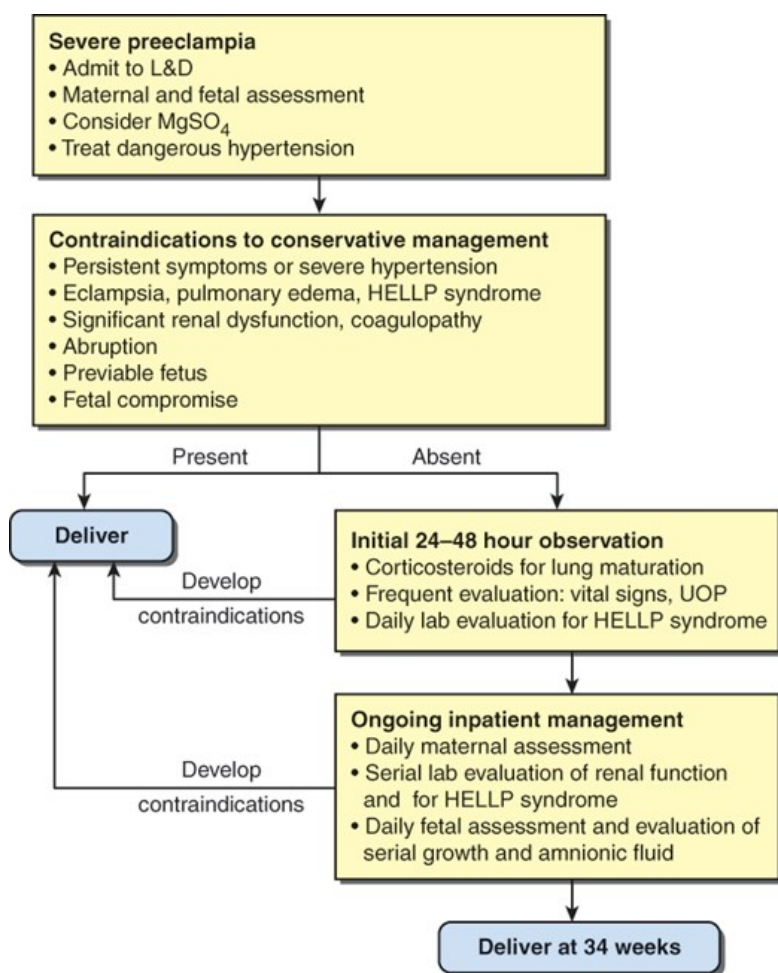 Severe preeclampsia
• Admit to L&D
• Maternal and fetal assessment
• Consider MgSO4
• Treat dangerous hypertension
Contraindications to conservative management
• Persistent symptoms or severe hypertension
• Eclampsia, pulmonary edema, HELLP syndrome
• Significant renal dysfunction, coagulopathy
• Abruption
• Previable fetus
• Fetal compromise
Present
Absent
Deliver
Initial 24–48 hour observation
• Corticosteroids for lung maturation
• Frequent evaluation: vital signs, UOP
• Daily lab evaluation for HELLP syndrome
Develop
contraindications
Ongoing inpatient management
• Daily maternal assessment
• Serial lab evaluation of renal function
and for HELLP syndrome
• Daily fetal assessment and evaluation of
serial growth and amnionic fluid
Develop
contraindications
Deliver at 34 weeks